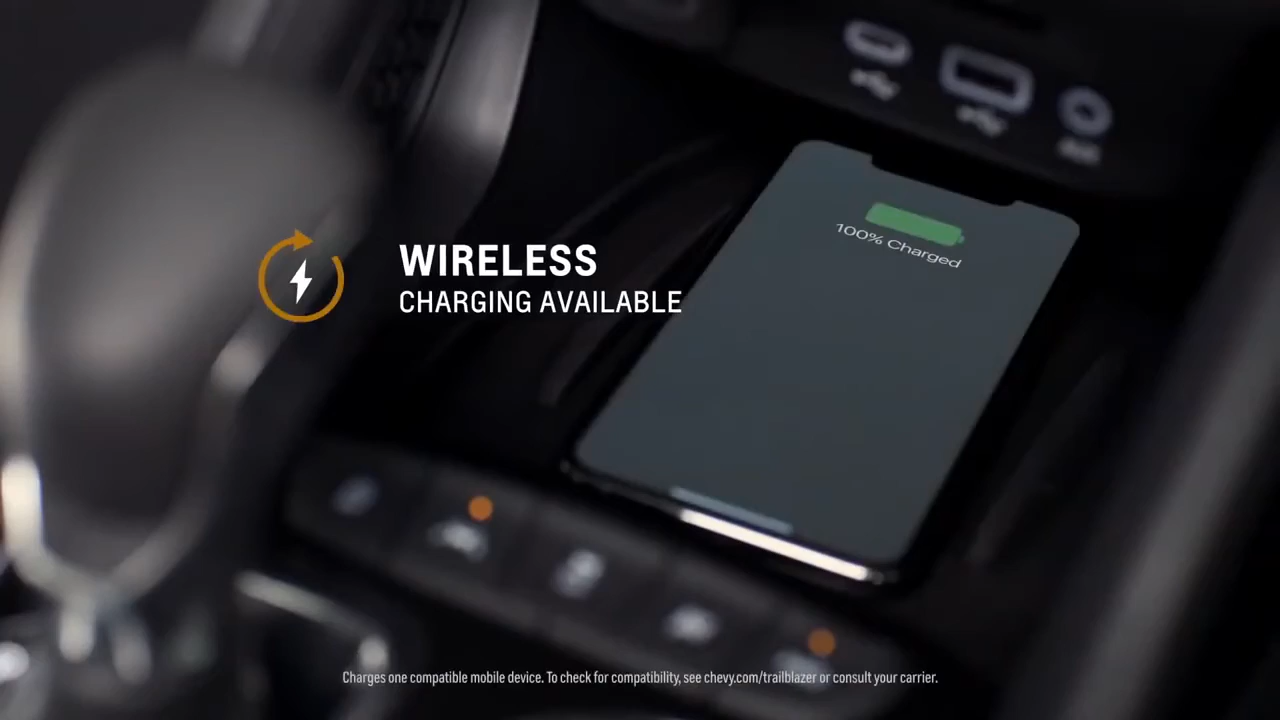 100% Charged
WIRELESS
CHARGING AVAILABLE
Charges one compatible mobile device. To check for compatibility, see chevy.com/trailblazer or consult your carrier.